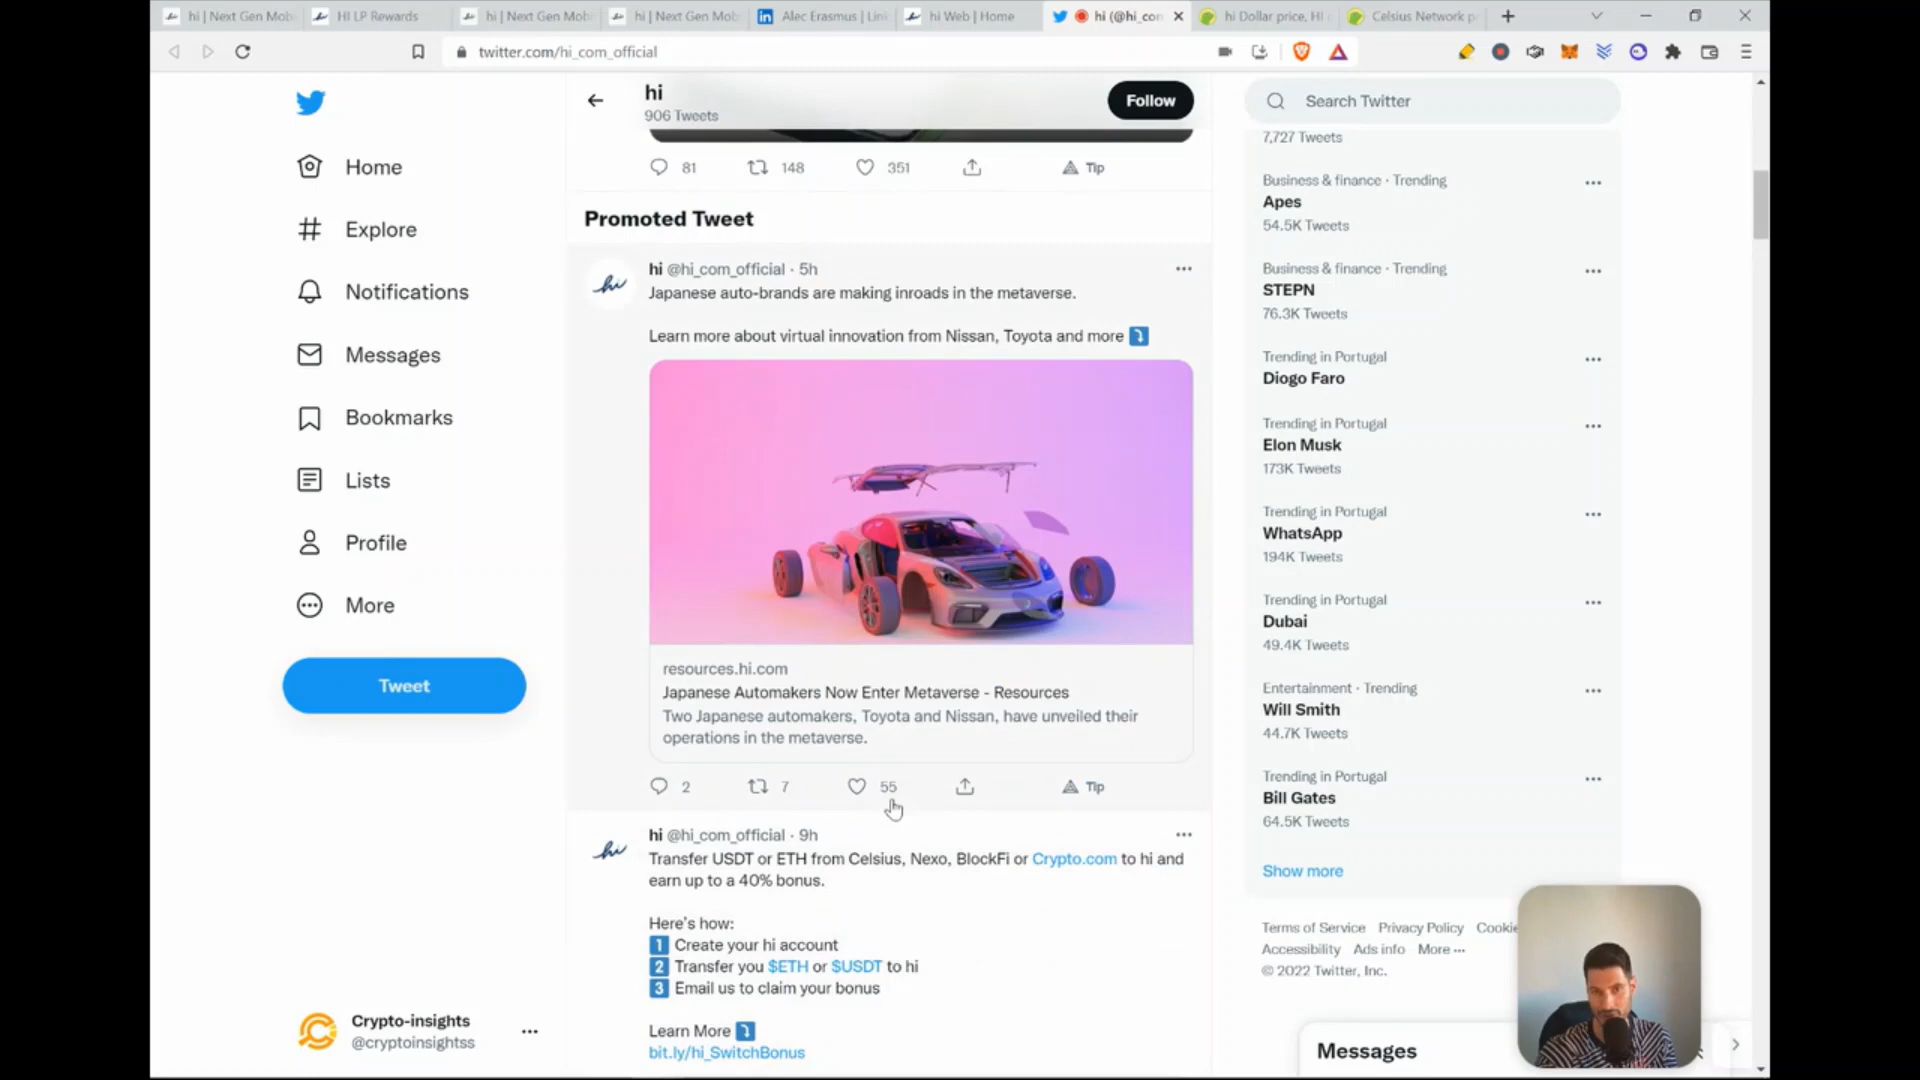 hi | Next Gen Mob
HI LP Rewards
hi | Next Gen Mob
hi | Next Gen Mob
Alec Erasmus | Lin
hi Web | Home
hi (@hi_com
hi Dollar price, HI
Celsius Network p
twitter.com/hi_com_official
hi
906 Tweets
Follow
Search Twitter
Home
Explore
Notifications
Messages
Bookmarks
Lists
Profile
More
Tweet
Crypto-insights
@cryptoinsightss
81
148
351
Tip
Promoted Tweet
hi @hi_com_official · 5h
Japanese auto-brands are making inroads in the metaverse.
Learn more about virtual innovation from Nissan, Toyota and more
resources.hi.com
Japanese Automakers Now Enter Metaverse - Resources
Two Japanese automakers, Toyota and Nissan, have unveiled their
operations in the metaverse.
2
7
55
Tip
hi @hi_com_official · 9h
Transfer USDT or ETH from Celsius, Nexo, BlockFi or Crypto.com to hi and
earn up to a 40% bonus.
Here's how:
1 Create your hi account
2 Transfer you $ETH or $USDT to hi
3 Email us to claim your bonus
Learn More
bit.ly/hi_SwitchBonus
7,727 Tweets
Business & finance · Trending
Apes
54.5K Tweets
Business & finance · Trending
STEPN
76.3K Tweets
Trending in Portugal
Diogo Faro
Trending in Portugal
Elon Musk
173K Tweets
Trending in Portugal
WhatsApp
194K Tweets
Trending in Portugal
Dubai
49.4K Tweets
Entertainment · Trending
Will Smith
44.7K Tweets
Trending in Portugal
Bill Gates
64.5K Tweets
Show more
Terms of Service Privacy Policy Cookie
Accessibility Ads info More ···
© 2022 Twitter, Inc.
Messages